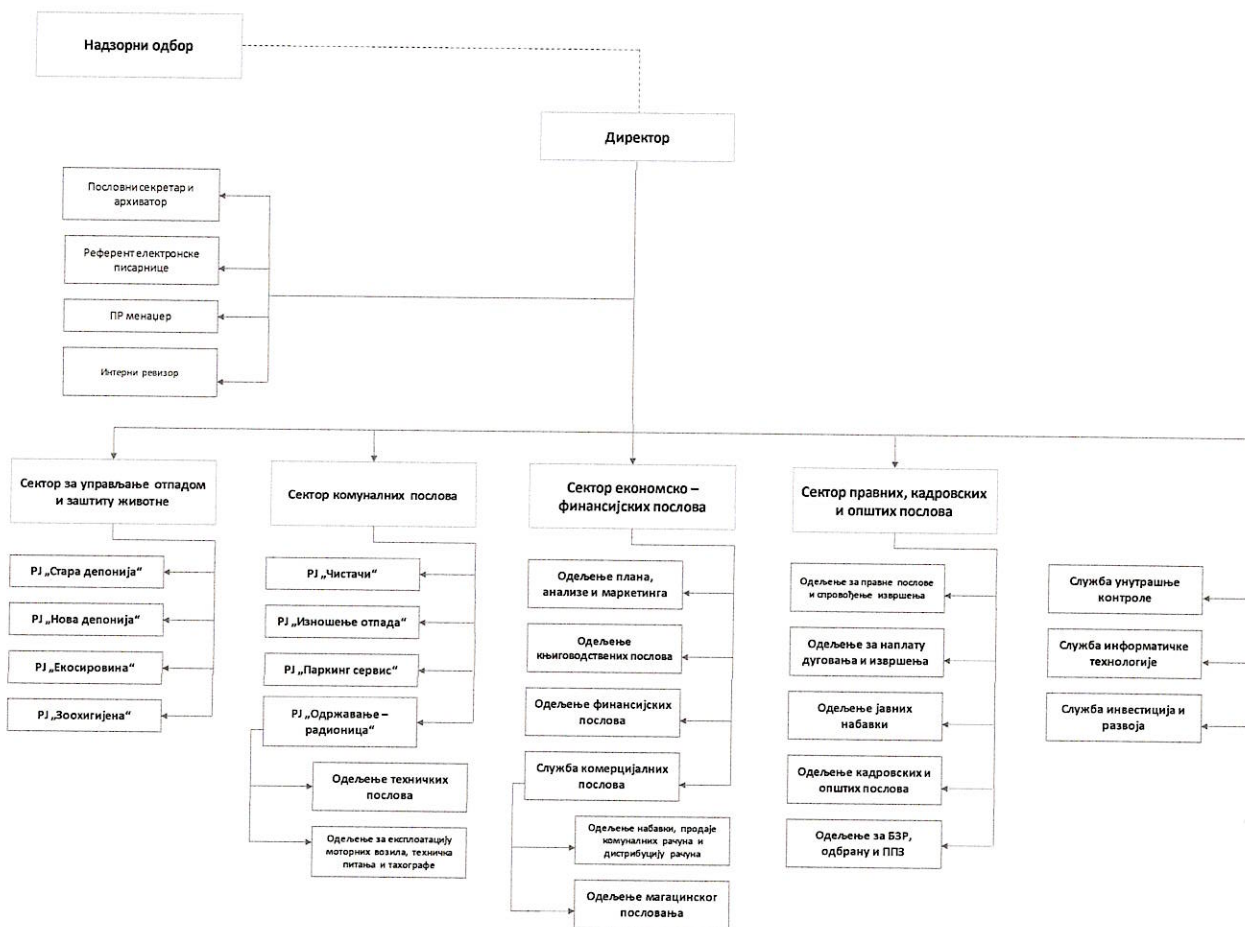 Надзорни одбор
Директор
Пословни секретар и
архиватор
Референт електронске
писарнице
ПР менаџер
Интерни ревизор
Сектор за управљање отпадом
и заштиту животне
РЈ „Стара депонија“
РЈ „Нова депонија“
РЈ „Екосировина“
РЈ „Зоохигијена“
Сектор комуналних послова
РЈ „Чистачи“
РЈ „Изношење отпада“
РЈ „Паркинг сервис“
РЈ „Одржавање –
радионица“
Одељење техничких
послова
Одељење за експлоатацију
моторних возила, техничка
питања и тахографе
Сектор економско –
финансијских послова
Одељење плана,
анализе и маркетинга
Одељење
књиговодствених послова
Одељење финансијских
послова
Служба комерцијалних
послова
Одељење набавки, продаје
комуналних рачуна и
дистрибуцију рачуна
Одељење магацинског
пословања
Сектор правних, кадровских
и општих послова
Одељење за правне послове
и спровођење извршења
Одељење за наплату
дуговања и извршења
Одељење јавних
набавки
Одељење кадровских и
општих послова
Одељење за БЗР,
одбрану и ППЗ
Служба унутрашње
контроле
Служба информатичке
технологије
Служба инвестиција и
развоја